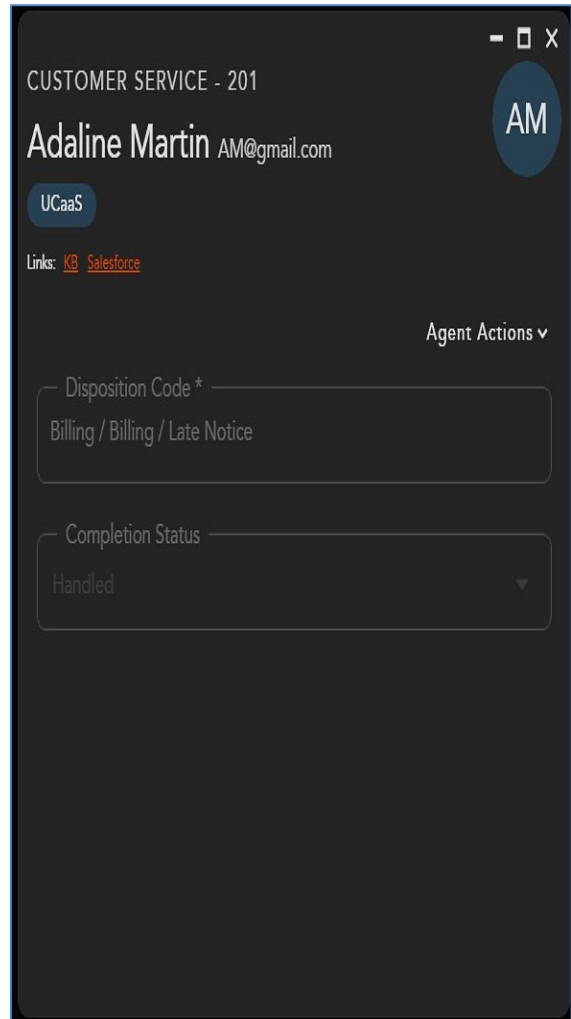 CUSTOMER SERVICE - 201
AM
Adaline Martin AM@gmail.com
UCaaS
Links: KB Salesforce
Agent Actions
Disposition Code *
Billing / Billing / Late Notice
Completion Status
Handled